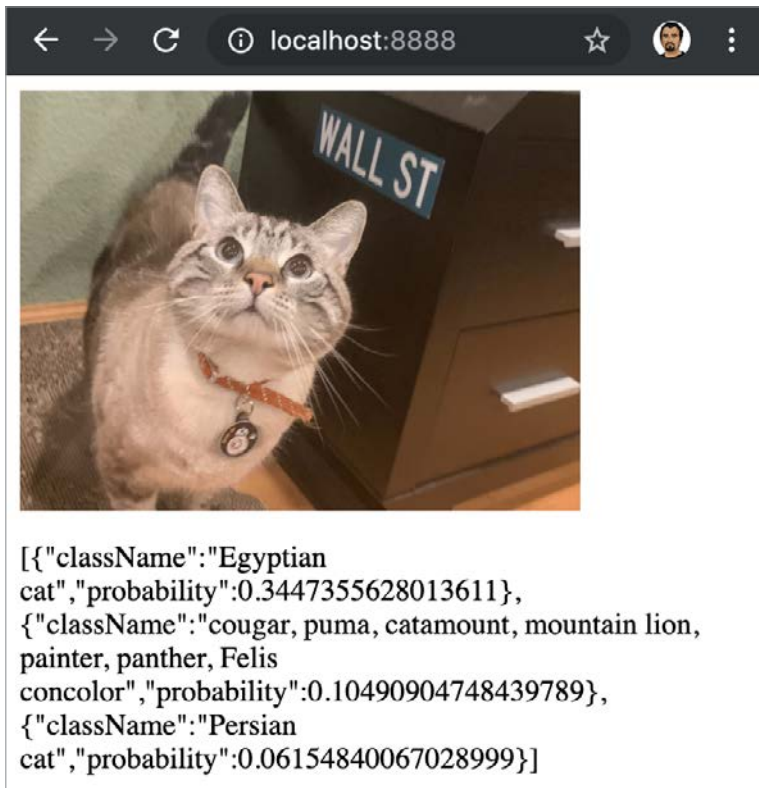 localhost:8888
WALL ST
[{"className":"Egyptian
cat","probability":0.3447355628013611},
{"className":"cougar, puma, catamount, mountain lion,
painter, panther, Felis
concolor","probability":0.10490904748439789},
{"className":"Persian
cat","probability":0.06154840067028999}]